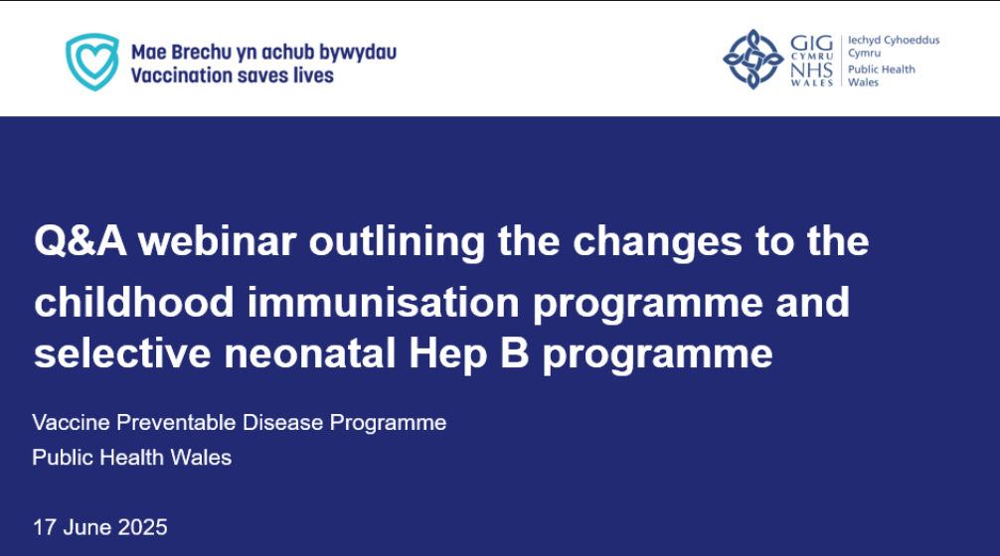 Mae Brechu yn achub bywydau
Vaccination saves lives
GIG
CYMRU
NHS
WALES
Iechyd Cyhoeddus
Cymru
Public Health
Wales
Q&A webinar outlining the changes to the
childhood immunisation programme and
selective neonatal Hep B programme
Vaccine Preventable Disease Programme
Public Health Wales
17 June 2025